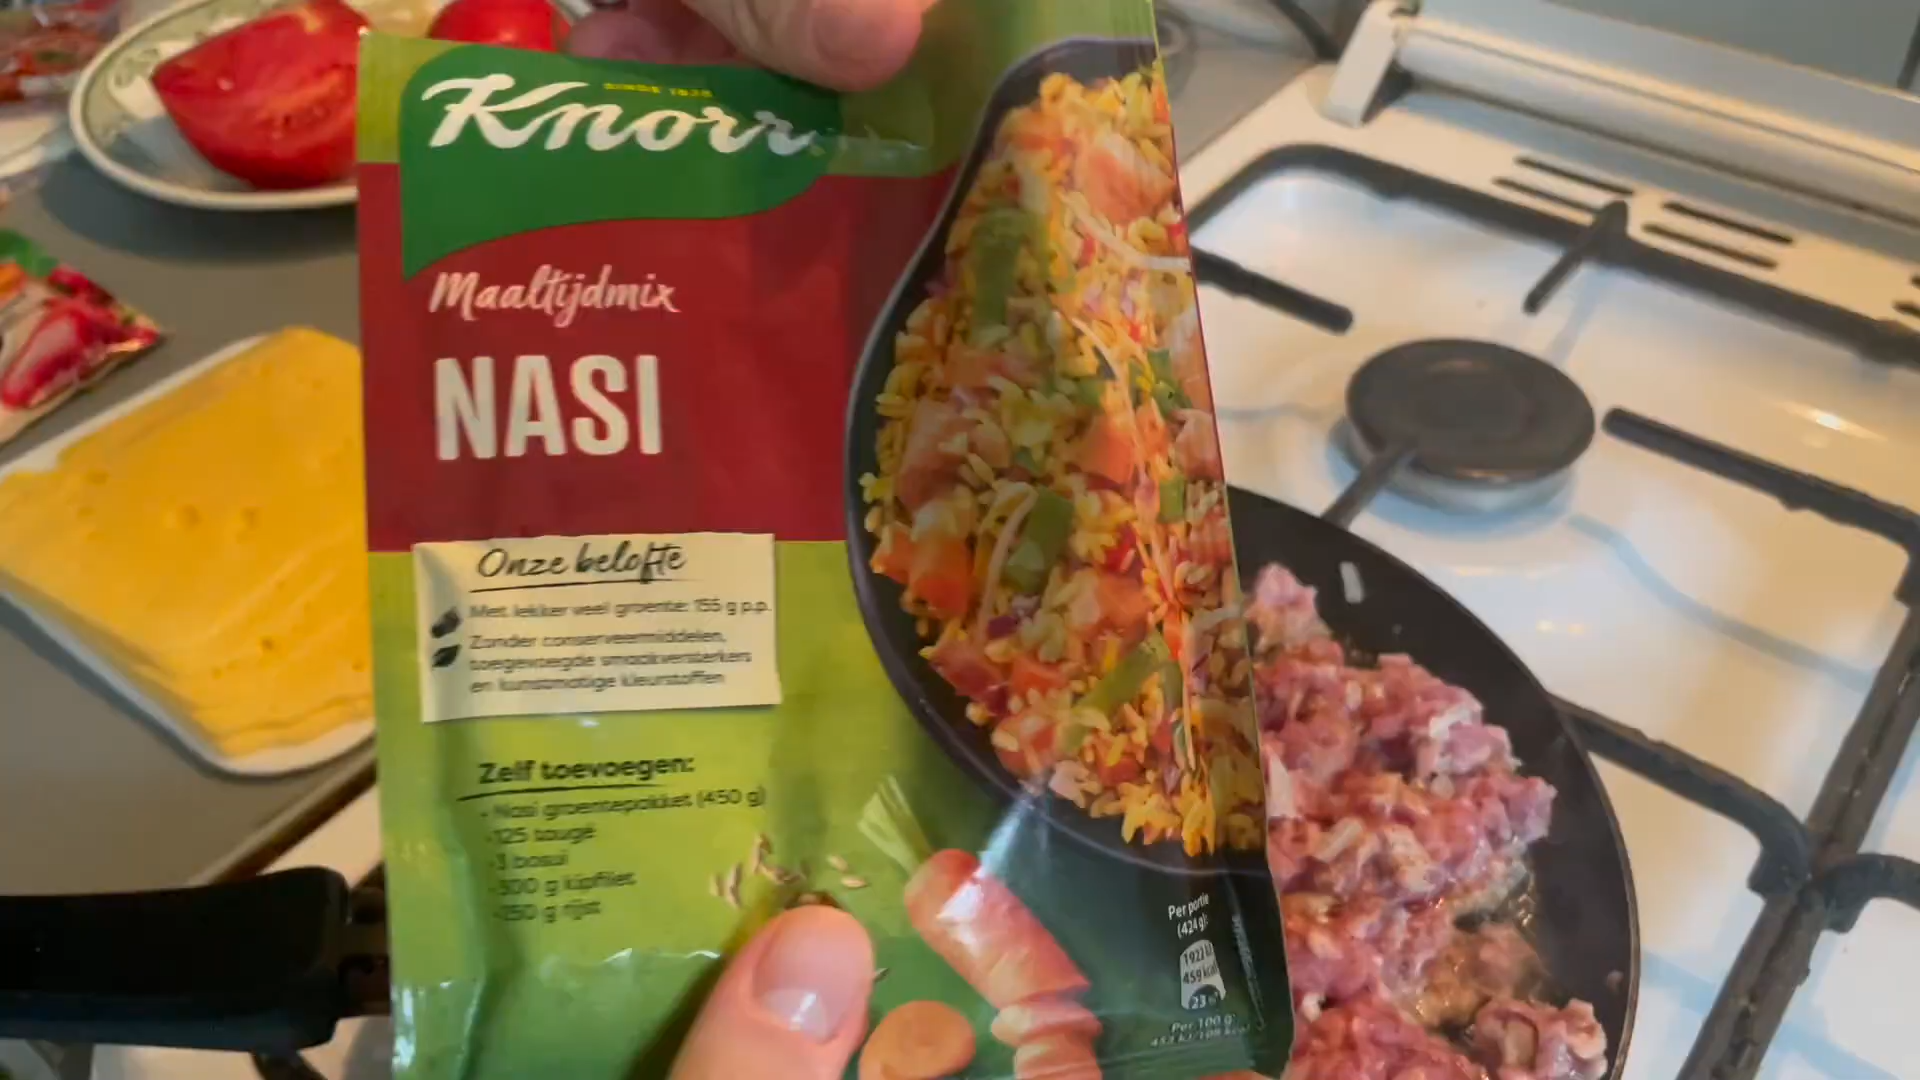 SINDS 1838
Knorr
Maaltijdmix
NASI
Onze belofte
Met lekker veel groente: 155 g p.p.
Zonder conserveermiddelen,
toegevoegde smaakversterkers
en kunstmatige kleurstoffen
Zelf toevoegen:
- Nasi groentepakket (450 g)
-125 taugé
-3 bosui
-300 g kipfilet
-250 g rijst
Per portie
(424 g):
459 kcal
23
Per 100 g: